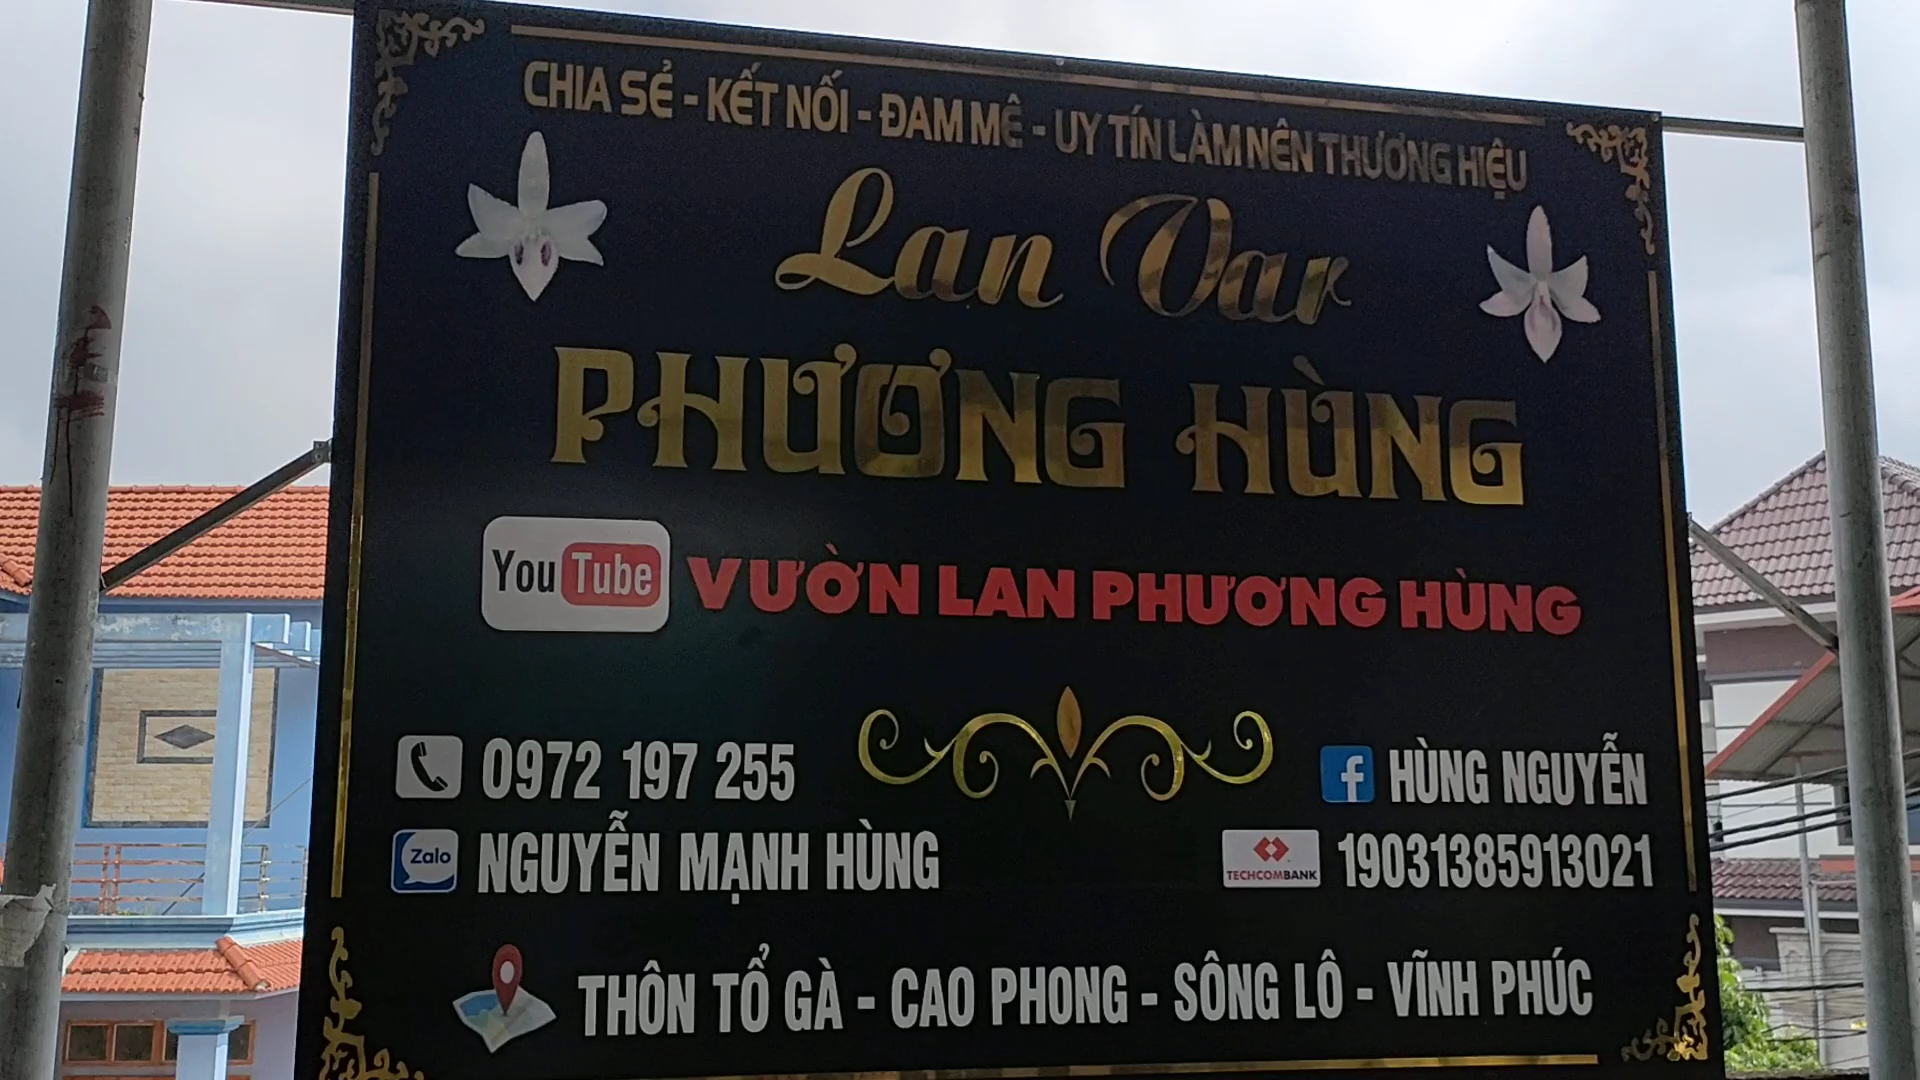 CHIA SẺ - KẾT NỐI - ĐAM MÊ - UY TÍN LÀM NÊN THƯƠNG HIỆU
Lan Var
PHƯƠNG HÙNG
YouTube VƯỜN LAN PHƯƠNG HÙNG
0972 197 255
f HÙNG NGUYỄN
Zalo NGUYỄN MẠNH HÙNG
TECHCOMBANK 19031385913021
THÔN TỔ GÀ - CAO PHONG - SÔNG LÔ - VĨNH PHÚC